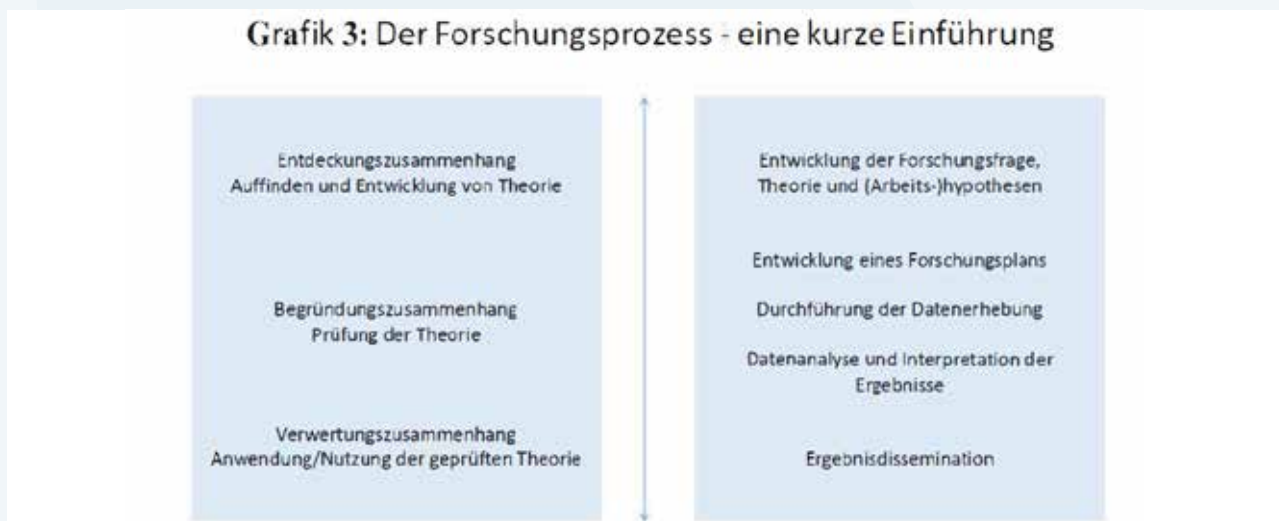 Grafik 3: Der Forschungsprozess - eine kurze Einführung
Entdeckungszusammenhang
Auffinden und Entwicklung von Theorie
Begründungszusammenhang
Prüfung der Theorie
Verwertungszusammenhang
Anwendung/Nutzung der geprüften Theorie
Entwicklung der Forschungsfrage,
Theorie und (Arbeits-)hypothesen
Entwicklung eines Forschungsplans
Durchführung der Datenerhebung
Datenanalyse und Interpretation der
Ergebnisse
Ergebnisdissemination